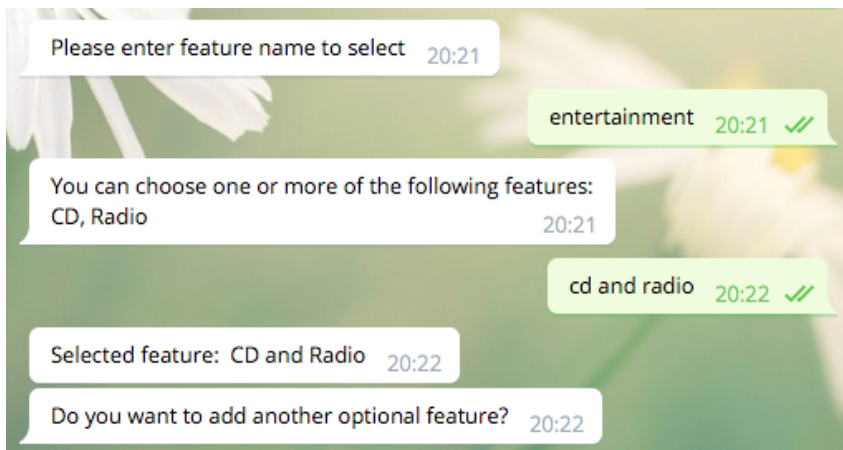 Please enter feature name to select 20:21
entertainment 20:21
You can choose one or more of the following features:
CD, Radio 20:21
cd and radio 20:22
Selected feature:  CD and Radio 20:22
Do you want to add another optional feature? 20:22